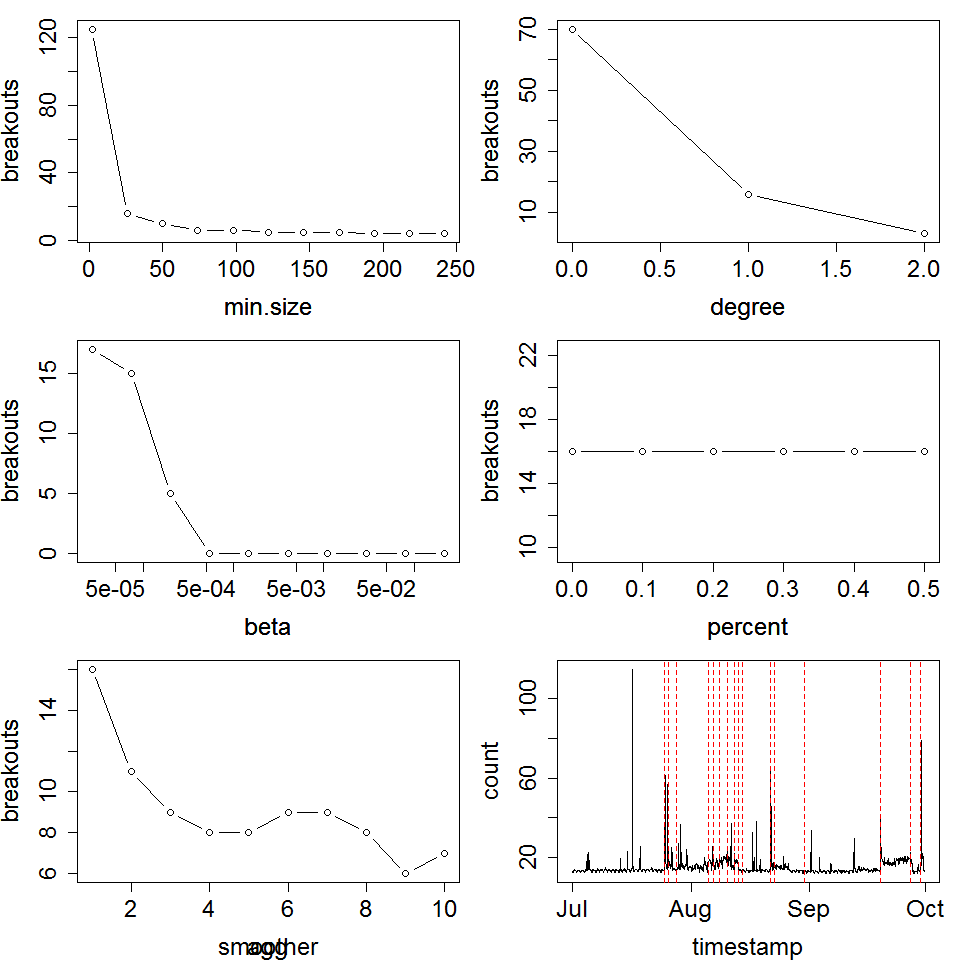 breakouts
0 40 80 120
0 50 100 150 200 250
min.size
breakouts
10 30 50 70
0.0 0.5 1.0 1.5 2.0
degree
breakouts
0 5 10 15
5e-05 5e-04 5e-03 5e-02
beta
breakouts
10 14 18 22
0.0 0.1 0.2 0.3 0.4 0.5
percent
breakouts
6 8 10 14
2 4 6 8 10
count
20 60 100
Jul Aug Sep Oct
timestamp